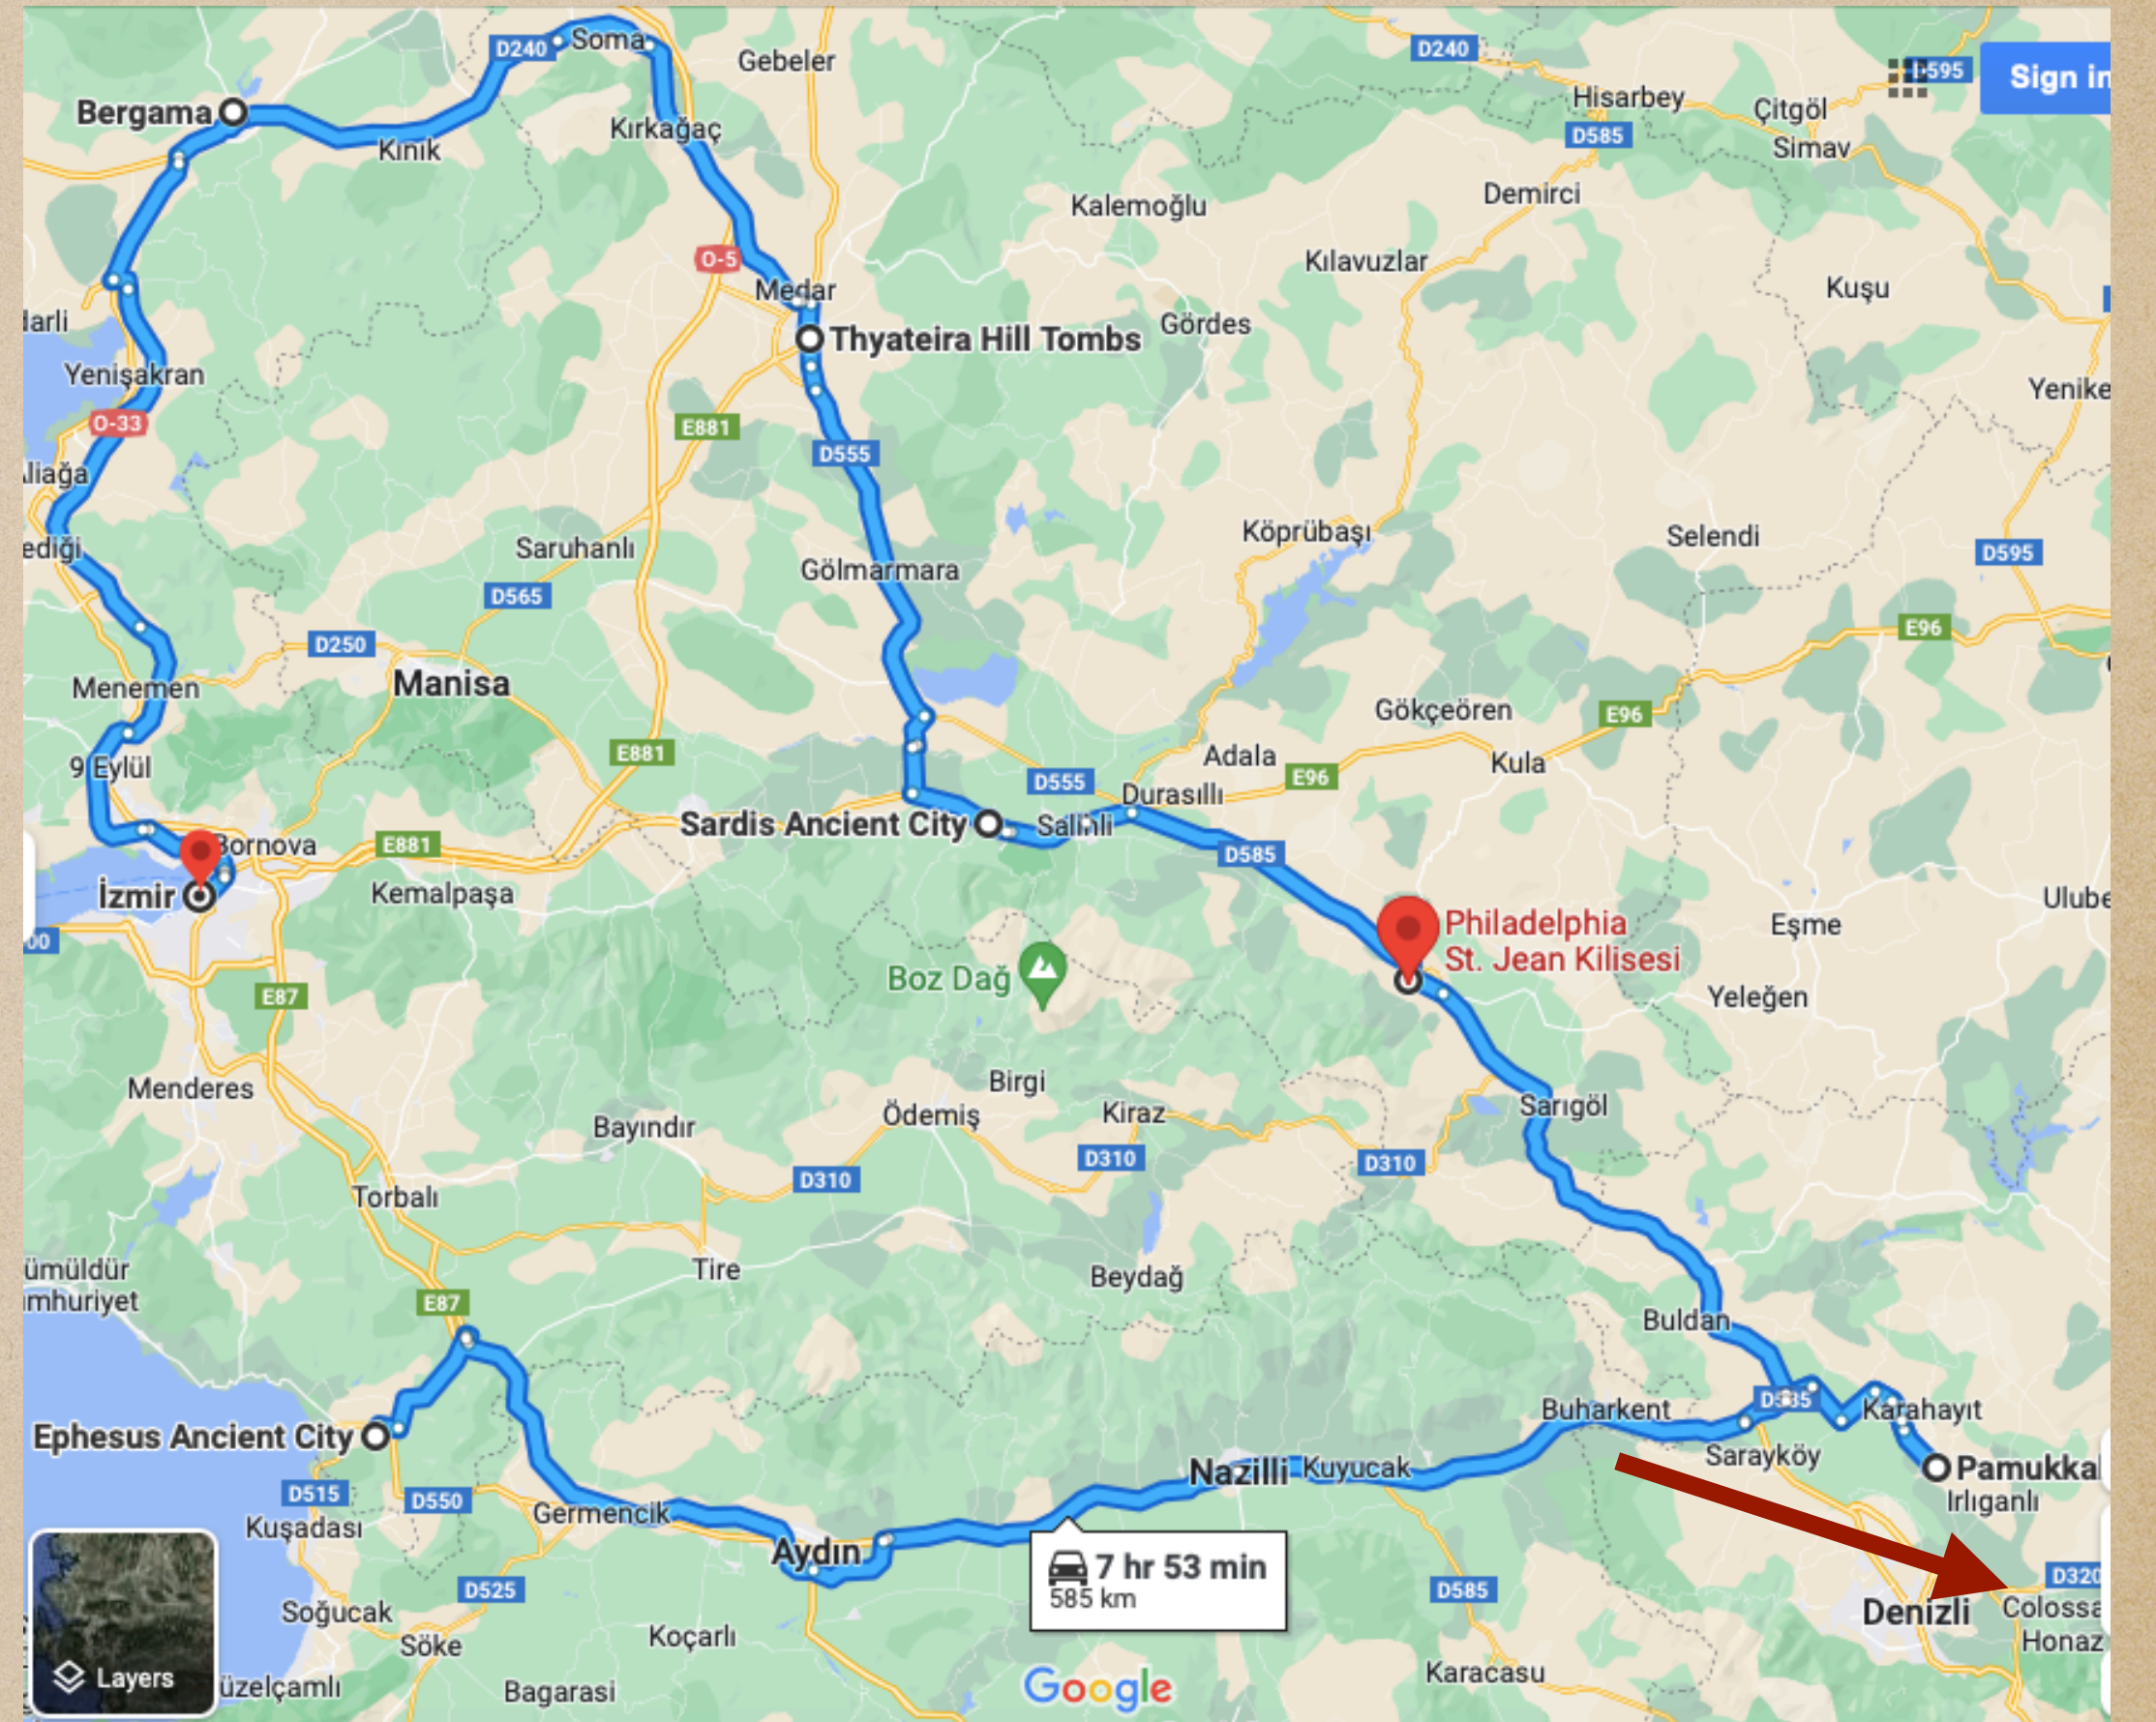 D240
Soma
Gebeler
D240
D595
Sign in
Hisarbey
Çitgöl
Bergama
Kırkağaç
D585
Simav
Kınık
Demirci
Kalemoğlu
O-5
Kılavuzlar
Medar
Kuşu
darli
Thyateira Hill Tombs
Gördes
Yenişakran
Yenike
O-33
E881
D555
Aliağa
Köprübaşı
Selendi
ediği
Saruhanlı
D595
Gölmarmara
D565
E96
D250
Menemen
Manisa
Gökçeören
E96
E881
Adala
9 Eylül
D555
E96
Kula
Durasıllı
Sardis Ancient City
Salihli
Bornova
E881
D585
İzmir
Kemalpaşa
Ulube
Philadelphia
St. Jean Kilisesi
Eşme
00
Boz Dağ
E87
Yeleğen
Menderes
Birgi
Ödemiş
Kiraz
Sarıgöl
Bayındır
D310
D310
D310
Torbalı
Tire
Beydağ
ümüldür
mhuriyet
E87
Buldan
Karahayıt
Buharkent
Ephesus Ancient City
Sarayköy
Nazilli
Kuyucak
Pamukkal
D515
D550
Irlıganlı
Germencik
Kuşadası
Aydın
7 hr 53 min
585 km
D525
D585
D320
Soğucak
Denizli
Colossa
Söke
Koçarlı
Honaz
Layers
üzelçamlı
Bagarasi
Google
Karacasu